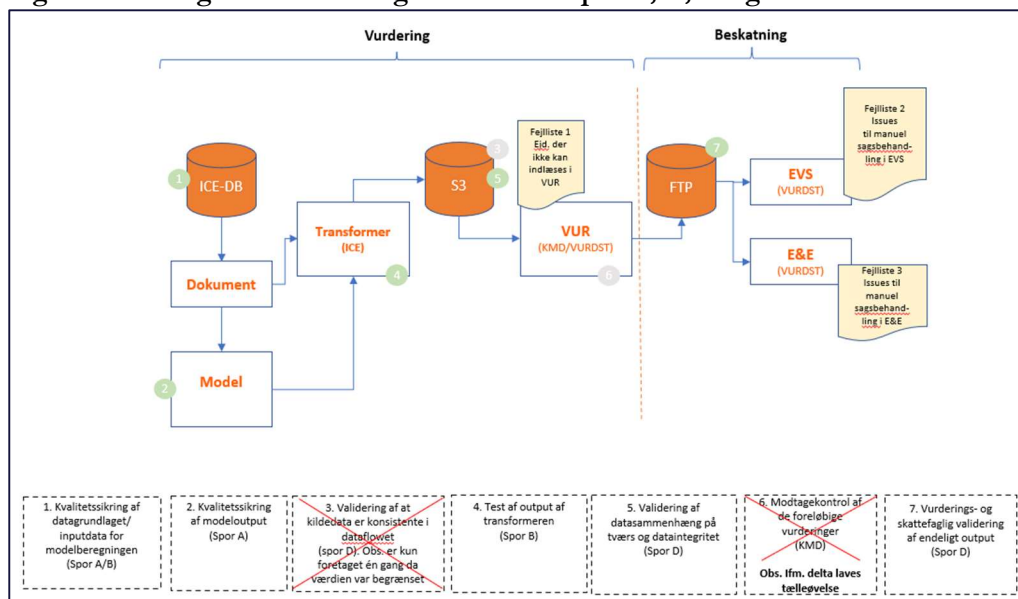 Vurdering
Beskatning
Fejlliste 1
Ejd. der
ikke kan
indlæses i
VUR
Fejlliste 2
Issues
til manuel
sagsbehand-
ling i EVS
1
ICE-DB
3
5
S3
7
FTP
EVS
(VURDST)
Transformer
(ICE)
4
VUR
(KMD/VURDST)
6
E&E
(VURDST)
Dokument
Fejlliste 3
Issues til
manuel
sagsbehand-
ling i E&E
2
Model
1. Kvalitetssikring af
datagrundlaget/
inputdata for
modelberegningen
(Spor A/B)
2. Kvalitetssikring
af modeloutput
(Spor A)
3. Validering af at
kildedata er konsistente i
dataflowet
(spor D). Obs. er kun
foretaget én gang da
værdien var begrænset
4. Test af output af
transformeren
(Spor B)
5. Validering af
datasammenhæng på
tværs og dataintegritet
(Spor D)
6. Modtagekontrol af
de foreløbige
vurderinger
(KMD)
Obs. Ifm. delta laves
tælleøvelse
7. Vurderings- og
skattefaglig validering
af endeligt output
(Spor D)